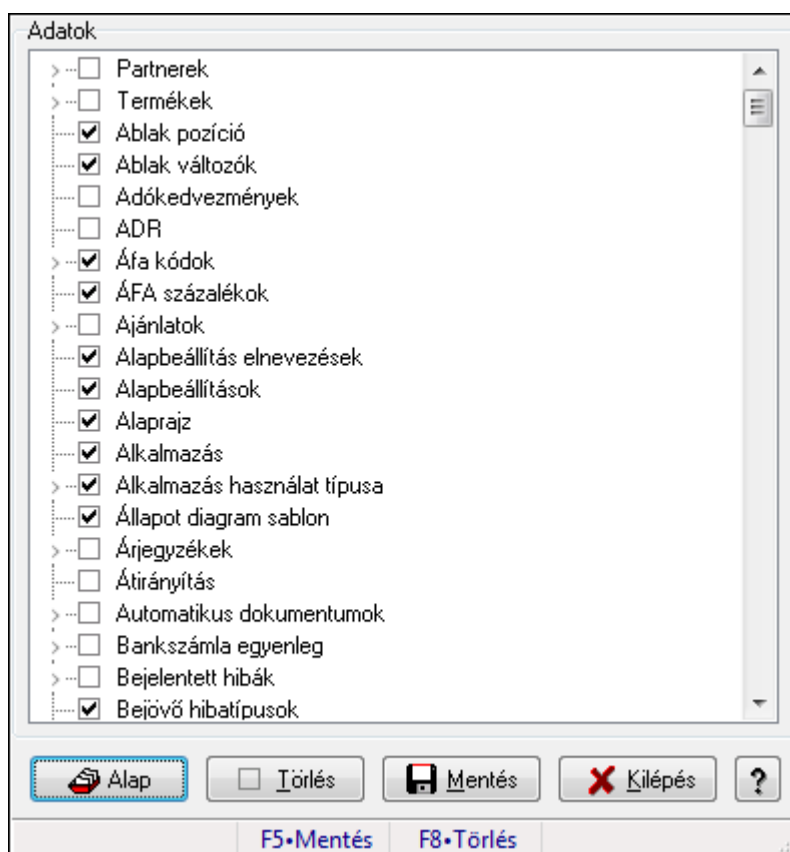 Adatok
Partnerek
Termékek
Ablak pozíció
Ablak változók
Adókedvezmények
ADR
Áfa kódok
ÁFA százalékok
Ajánlatok
Alapbeállítás elnevezések
Alapbeállítások
Alaprajz
Alkalmazás
Alkalmazás használat típusa
Állapot diagram sablon
Árjegyzékek
Átirányítás
Automatikus dokumentumok
Bankszámla egyenleg
Bejelentett hibák
Bejövő hibatípusok
Alap Törlés Mentés Kilépés ?
F5•Mentés F8•Törlés